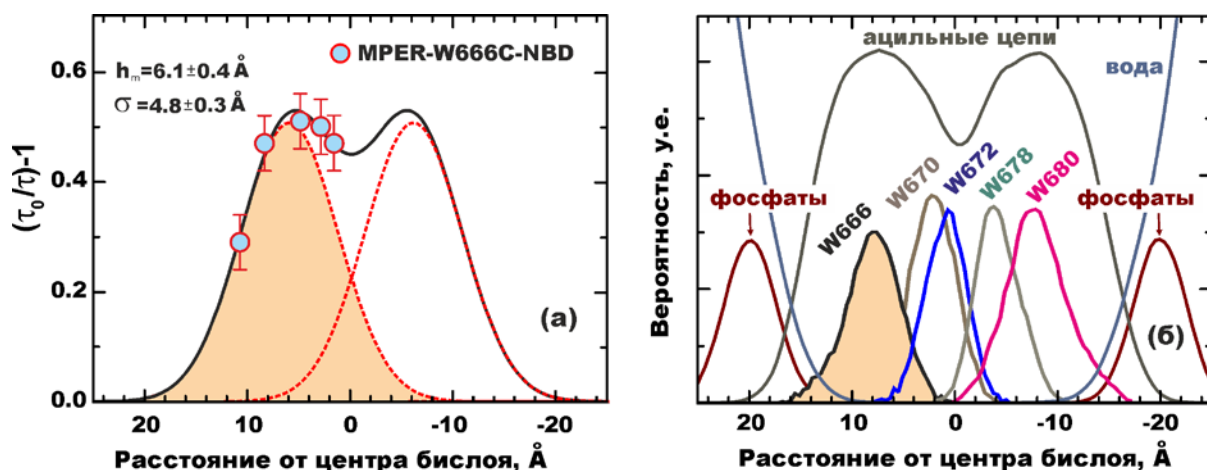 MPER-W666C-NBD
hm=6.1±0.4 Å
σ=4.8±0.3 Å
(τ0/τ)-1
0.6
0.4
0.2
0.0
(а)
20 10 0 -10 -20
Расстояние от центра бислоя, Å
ацильные цепи
вода
Вероятность, у.е.
W666
W670
W672
W678
W680
фосфаты
фосфаты
(б)
20 10 0 -10 -20
Расстояние от центра бислоя, Å